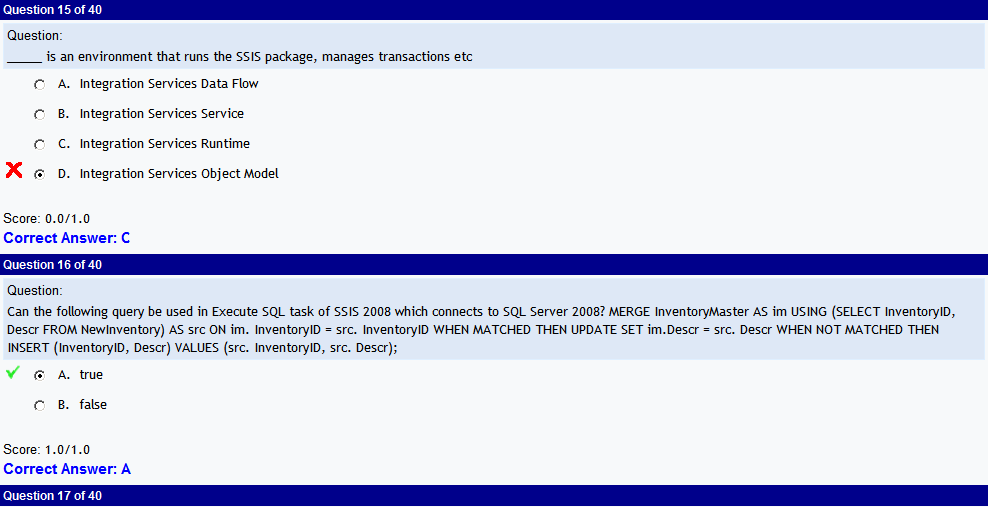 Question 15 of 40
Question:
_____ is an environment that runs the SSIS package, manages transactions etc
A. Integration Services Data Flow
B. Integration Services Service
C. Integration Services Runtime
D. Integration Services Object Model
Score: 0.0/1.0
Correct Answer: C
Question 16 of 40
Question:
Can the following query be used in Execute SQL task of SSIS 2008 which connects to SQL Server 2008? MERGE InventoryMaster AS im USING (SELECT InventoryID,
Descr FROM NewInventory) AS src ON im. InventoryID = src. InventoryID WHEN MATCHED THEN UPDATE SET im.Descr = src. Descr WHEN NOT MATCHED THEN
INSERT (InventoryID, Descr) VALUES (src. InventoryID, src. Descr);
A. true
B. false
Score: 1.0/1.0
Correct Answer: A
Question 17 of 40